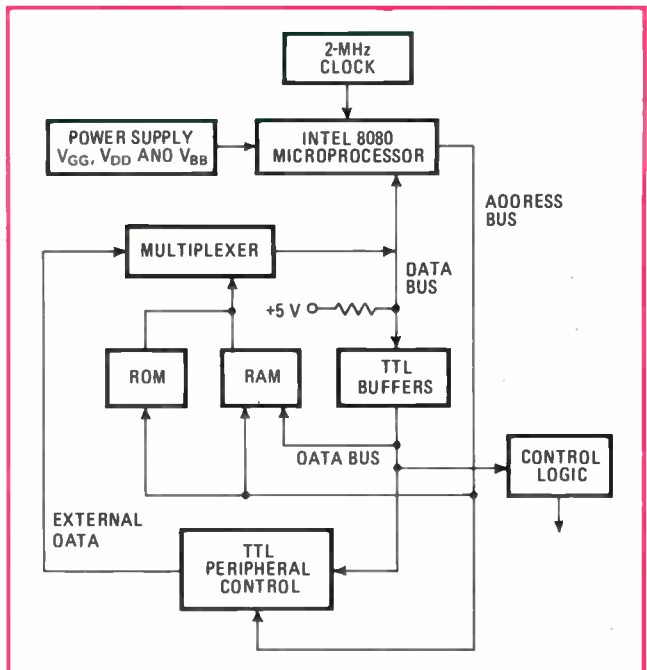 2-MHz
CLOCK
POWER SUPPLY
VGG, VDD AND VBB
INTEL 8080
MICROPROCESSOR
ADDRESS
BUS
MULTIPLEXER
DATA
BUS
+5 V
ROM
RAM
TTL
BUFFERS
DATA BUS
CONTROL
LOGIC
EXTERNAL
DATA
TTL
PERIPHERAL
CONTROL